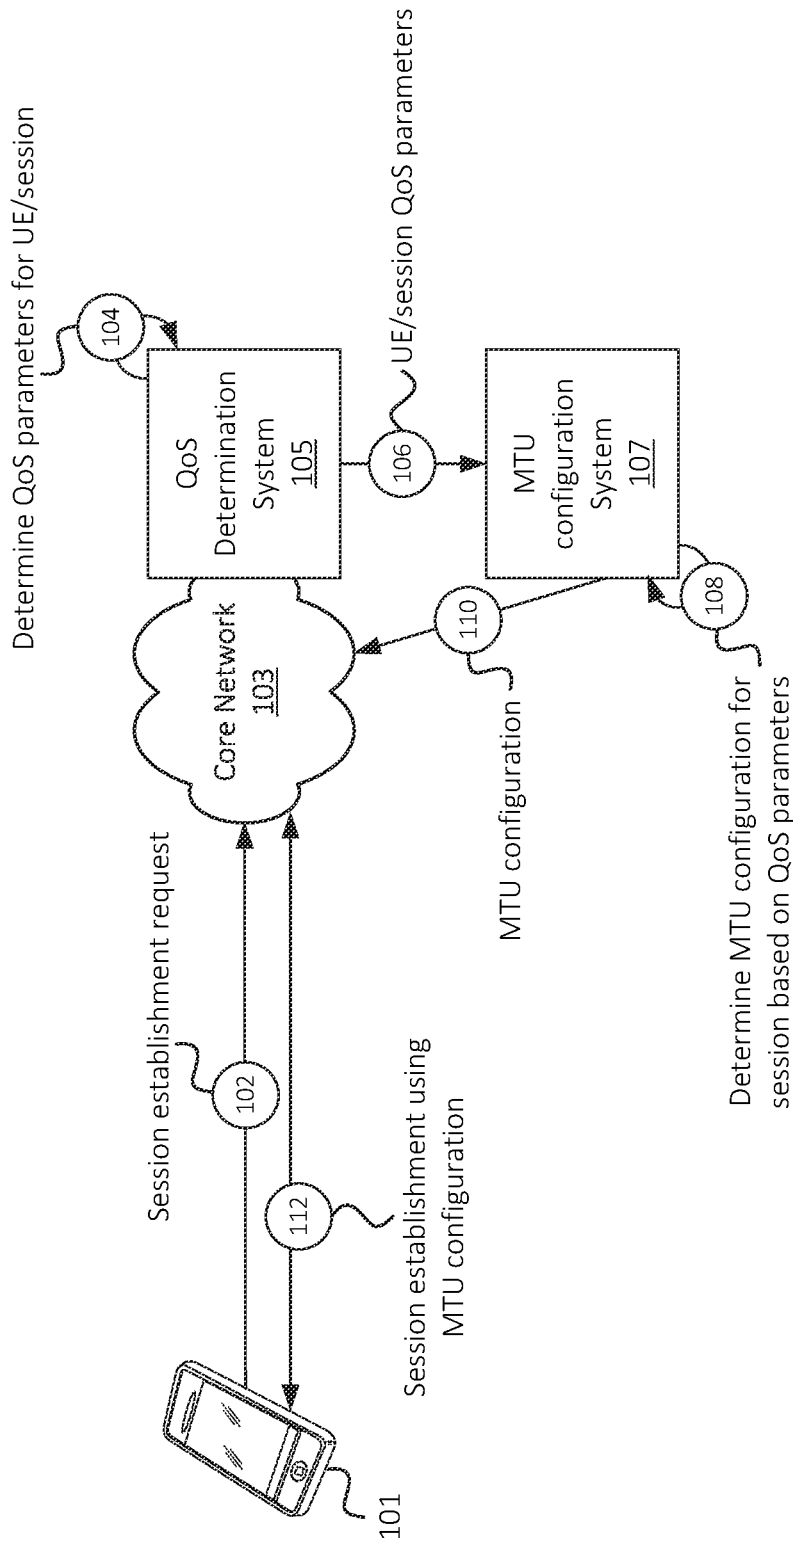 Determine QoS parameters for UE/session
104
QoS
Determination
System
105
106
UE/session QoS parameters
MTU
configuration
System
107
108
Determine MTU configuration for
session based on QoS parameters
110
MTU configuration
Core Network
103
Session establishment request
102
112
Session establishment using
MTU configuration
101